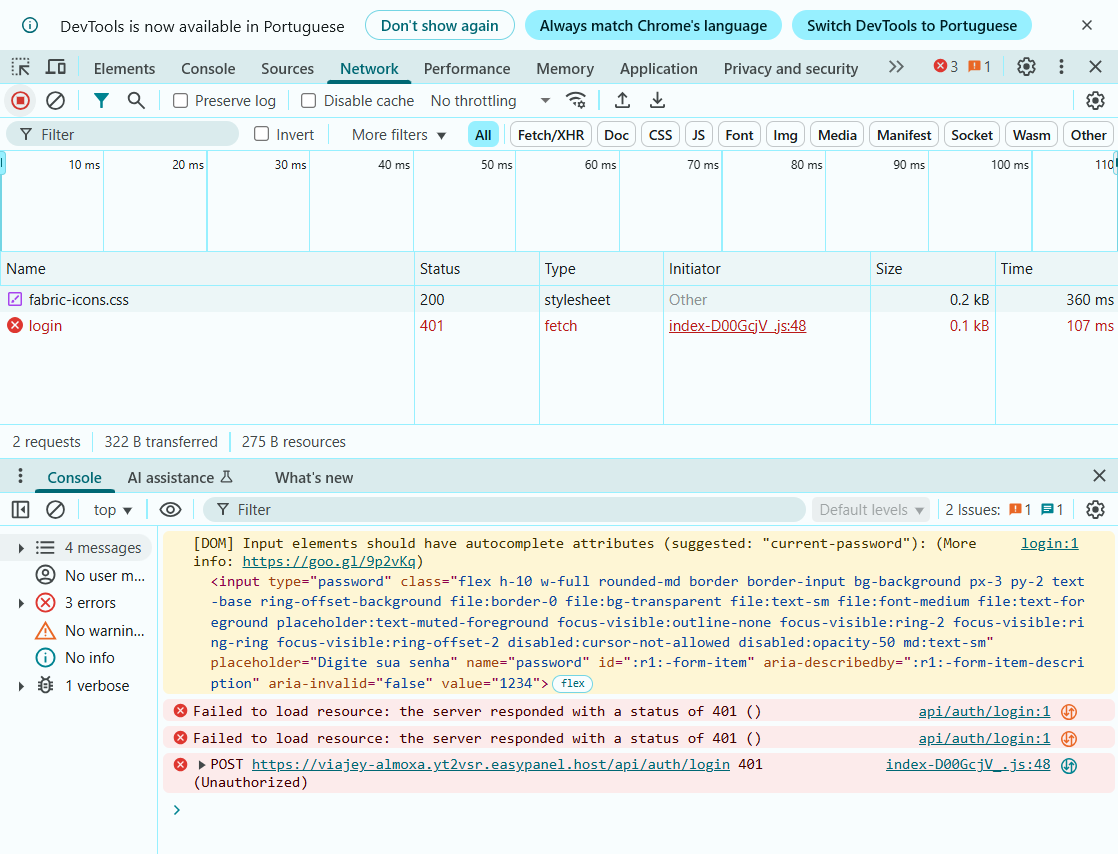 DevTools is now available in Portuguese Don't show again Always match Chrome's language Switch DevTools to Portuguese
Elements Console Sources Network Performance Memory Application Privacy and security 3 1
Preserve log Disable cache No throttling
Filter Invert More filters All Fetch/XHR Doc CSS JS Font Img Media Manifest Socket Wasm Other
10 ms 20 ms 30 ms 40 ms 50 ms 60 ms 70 ms 80 ms 90 ms 100 ms 110
Name Status Type Initiator Size Time
fabric-icons.css 200 stylesheet Other 0.2 kB 360 ms
login 401 fetch index-D00GcjV_.js:48 0.1 kB 107 ms
2 requests 322 B transferred 275 B resources
Console AI assistance What's new
top Filter Default levels 2 Issues: 1 1
4 messages
No user m...
3 errors
No warnin...
No info
1 verbose
[DOM] Input elements should have autocomplete attributes (suggested: "current-password"): (More login:1
info: https://goo.gl/9p2vKq)
<input type="password" class="flex h-10 w-full rounded-md border border-input bg-background px-3 py-2 text
-base ring-offset-background file:border-0 file:bg-transparent file:text-sm file:font-medium file:text-for
eground placeholder:text-muted-foreground focus-visible:outline-none focus-visible:ring-2 focus-visible:ri
ng-ring focus-visible:ring-offset-2 disabled:cursor-not-allowed disabled:opacity-50 md:text-sm"
placeholder="Digite sua senha" name="password" id=":r1:-form-item" aria-describedby=":r1:-form-item-descri
ption" aria-invalid="false" value="1234"> flex
Failed to load resource: the server responded with a status of 401 () api/auth/login:1
Failed to load resource: the server responded with a status of 401 () api/auth/login:1
POST https://viajey-almoxa.yt2vsr.easypanel.host/api/auth/login 401 index-D00GcjV_.js:48
(Unauthorized)